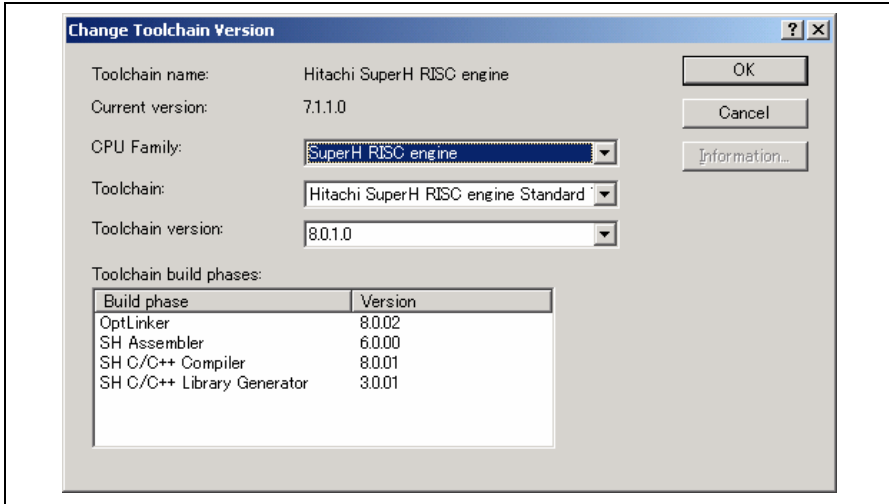 Change Toolchain Version
Toolchain name: Hitachi SuperH RISC engine
Current version: 7.1.1.0
CPU Family: SuperH RISC engine
Toolchain: Hitachi SuperH RISC engine Standard
Toolchain version: 8.0.1.0
Toolchain build phases:
Build phase Version
OptLinker 8.0.02
SH Assembler 6.0.00
SH C/C++ Compiler 8.0.01
SH C/C++ Library Generator 3.0.01
OK
Cancel
Information...